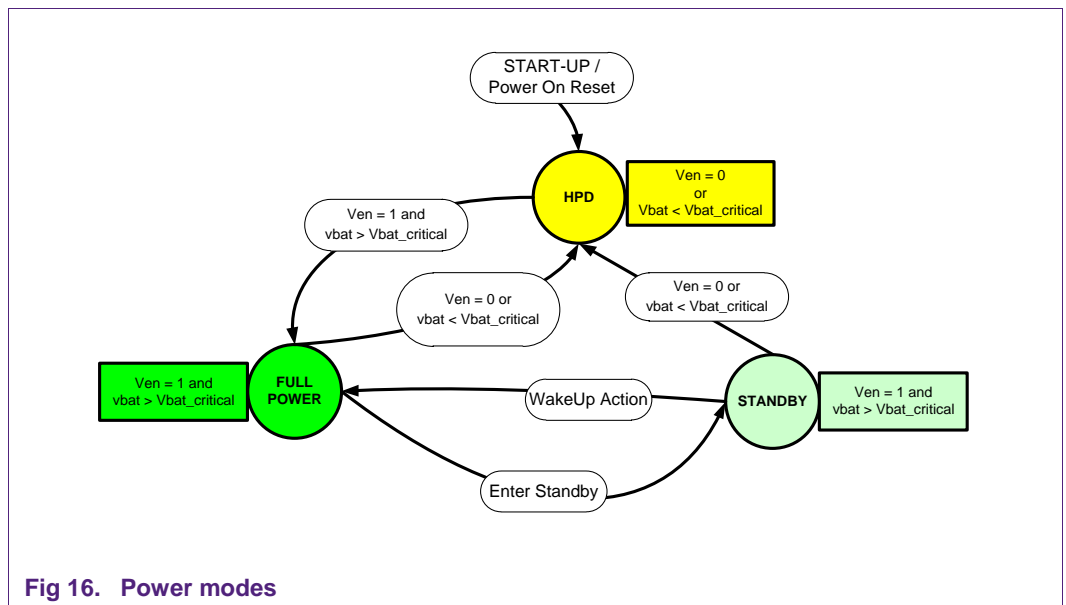 START-UP /
Power On Reset
HPD
Ven = 0
or
Vbat < Vbat_critical
Ven = 1 and
vbat > Vbat_critical
Ven = 0 or
vbat < Vbat_critical
Ven = 0 or
vbat < Vbat_critical
Ven = 1 and
vbat > Vbat_critical
FULL
POWER
WakeUp Action
STANDBY
Ven = 1 and
vbat > Vbat_critical
Enter Standby
Fig 16. Power modes